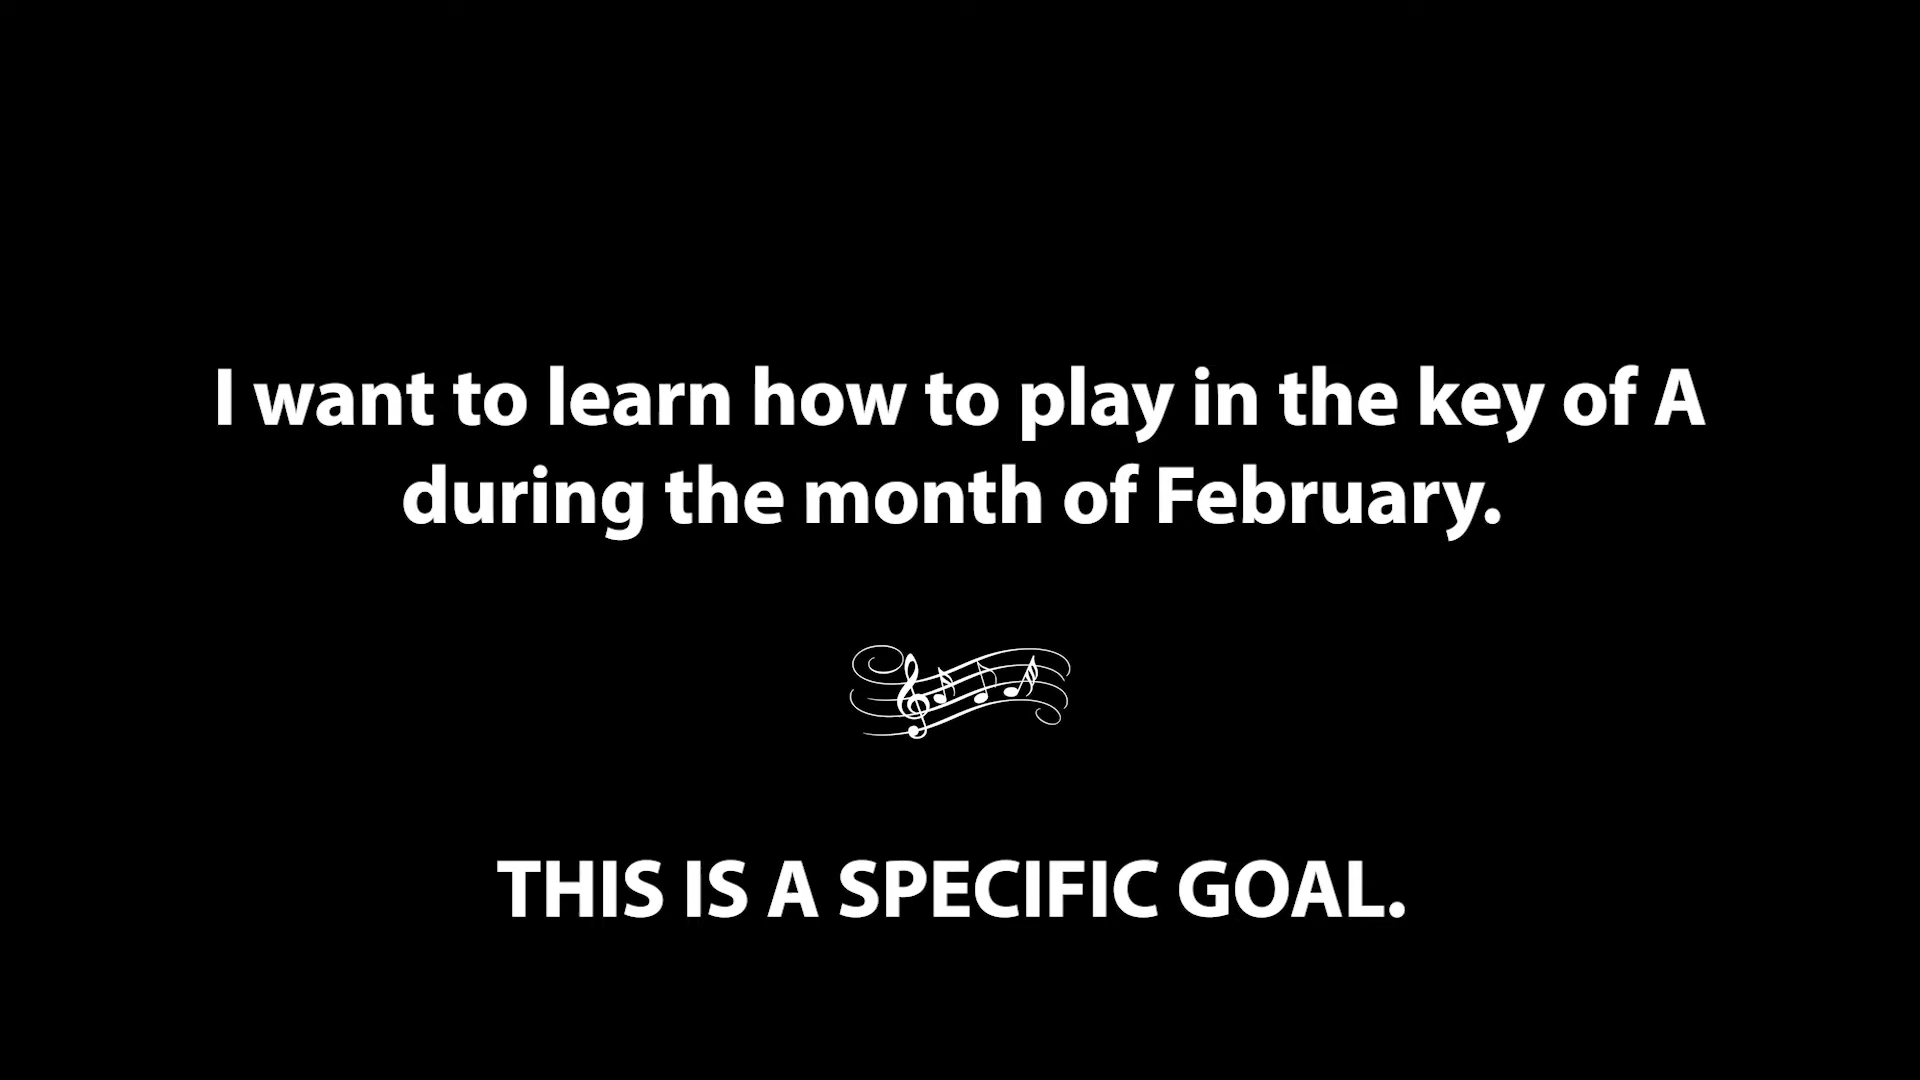 I want to learn how to play in the key of A
during the month of February.
THIS IS A SPECIFIC GOAL.